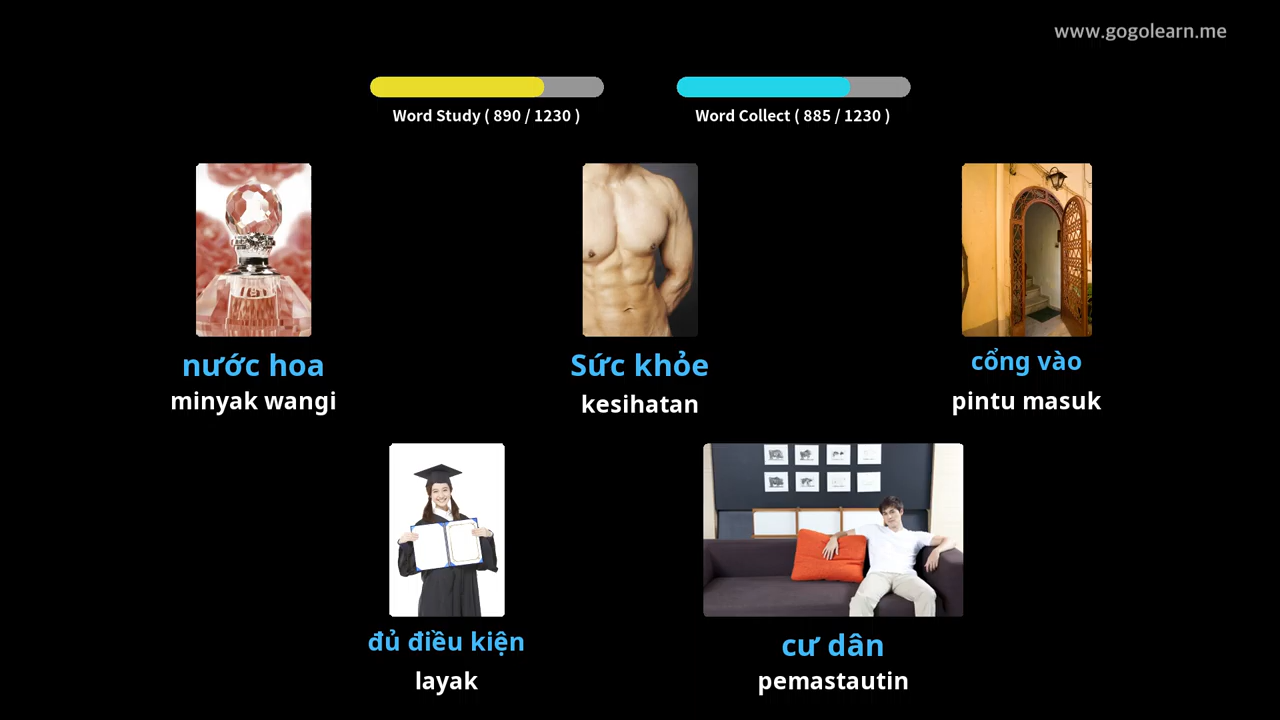 www.gogolearn.me
Word Study ( 890 / 1230 )
Word Collect ( 885 / 1230 )
nước hoa
minyak wangi
Sức khỏe
kesihatan
cổng vào
pintu masuk
đủ điều kiện
layak
cư dân
pemastautin